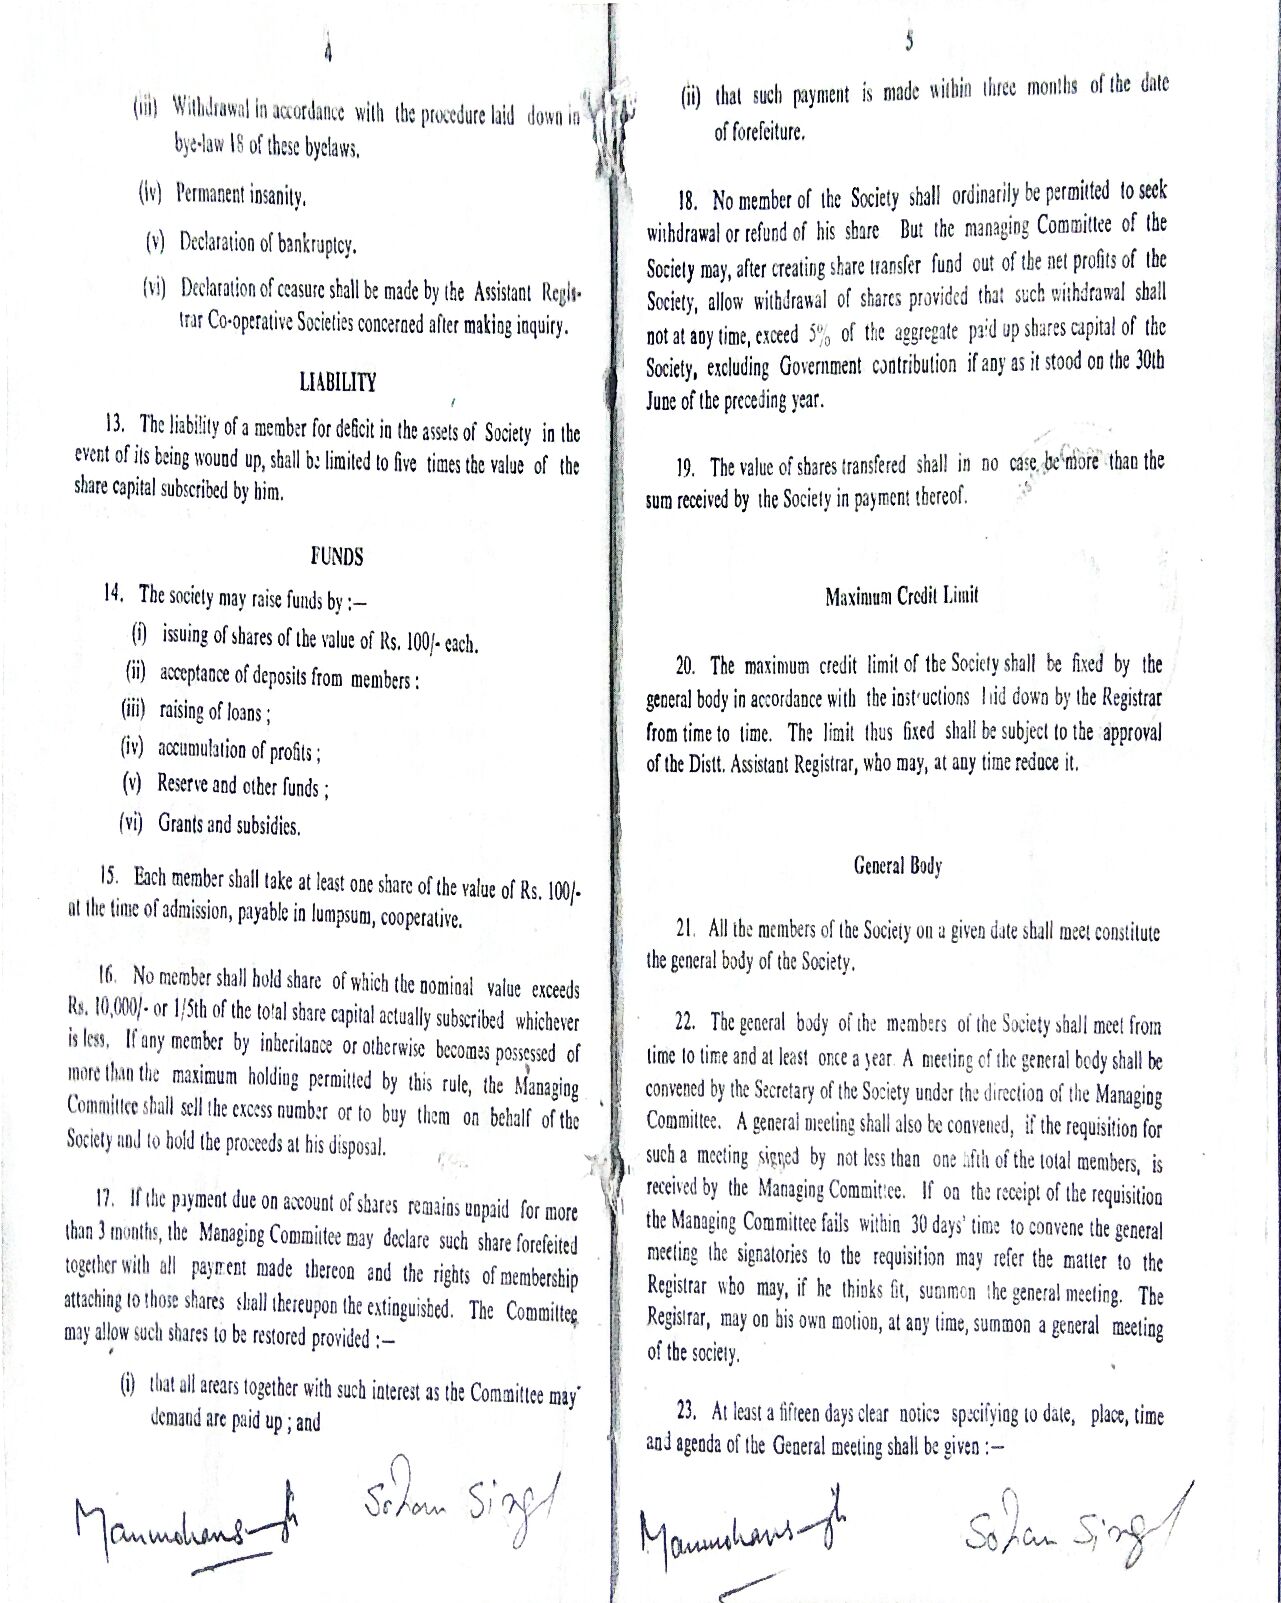 4
(iii) Withdrawal in accordance with the procedure laid down in
bye-law 18 of these byelaws.
(iv) Permanent insanity.
(v) Declaration of bankruptcy.
(vi) Declaration of ceasure shall be made by the Assistant Regis-
trar Co-operative Societies concerned after making inquiry.
LIABILITY
13. The liability of a member for deficit in the assets of Society in the
event of its being wound up, shall be limited to five times the value of the
share capital subscribed by him.
FUNDS
14. The society may raise funds by :—
(i) issuing of shares of the value of Rs. 100/- each.
(ii) acceptance of deposits from members :
(iii) raising of loans ;
(iv) accumulation of profits ;
(v) Reserve and other funds ;
(vi) Grants and subsidies.
15. Each member shall take at least one share of the value of Rs. 100/-
at the time of admission, payable in lumpsum, cooperative.
16. No member shall hold share of which the nominal value exceeds
Rs. 10,000/- or 1/5th of the total share capital actually subscribed whichever
is less. If any member by inheritance or otherwise becomes possessed of
more than the maximum holding permitted by this rule, the Managing
Committee shall sell the excess number or to buy them on behalf of the
Society and to hold the proceeds at his disposal.
17. If the payment due on account of shares remains unpaid for more
than 3 months, the Managing Committee may declare such share forefeited
together with all payment made thereon and the rights of membership
attaching to those shares shall thereupon the extinguished. The Committee
may allow such shares to be restored provided :—
(i) that all arears together with such interest as the Committee may
demand are paid up ; and
Manmohansingh
Sohan Singh
5
(ii) that such payment is made within three months of the date
of forefeiture.
18. No member of the Society shall ordinarily be permitted to seek
withdrawal or refund of his share But the managing Committee of the
Society may, after creating share transfer fund out of the net profits of the
Society, allow withdrawal of shares provided that such withdrawal shall
not at any time, exceed 5% of the aggregate paid up shares capital of the
Society, excluding Government contribution if any as it stood on the 30th
June of the preceding year.
19. The value of shares transfered shall in no case be more than the
sum received by the Society in payment thereof.
Maximum Credit Limit
20. The maximum credit limit of the Society shall be fixed by the
general body in accordance with the instructions laid down by the Registrar
from time to time. The limit thus fixed shall be subject to the approval
of the Distt. Assistant Registrar, who may, at any time reduce it.
General Body
21. All the members of the Society on a given date shall meet constitute
the general body of the Society.
22. The general body of the members of the Society shall meet from
time to time and at least once a year. A meeting of the general body shall be
convened by the Secretary of the Society under the direction of the Managing
Committee. A general meeting shall also be convened, if the requisition for
such a meeting signed by not less than one fifth of the total members, is
received by the Managing Committee. If on the receipt of the requisition
the Managing Committee fails within 30 days' time to convene the general
meeting the signatories to the requisition may refer the matter to the
Registrar who may, if he thinks fit, summon the general meeting. The
Registrar, may on his own motion, at any time, summon a general meeting
of the society.
23. At least a fifteen days clear notice specifying to date, place, time
and agenda of the General meeting shall be given :—
Manmohansingh
Sohan Singh